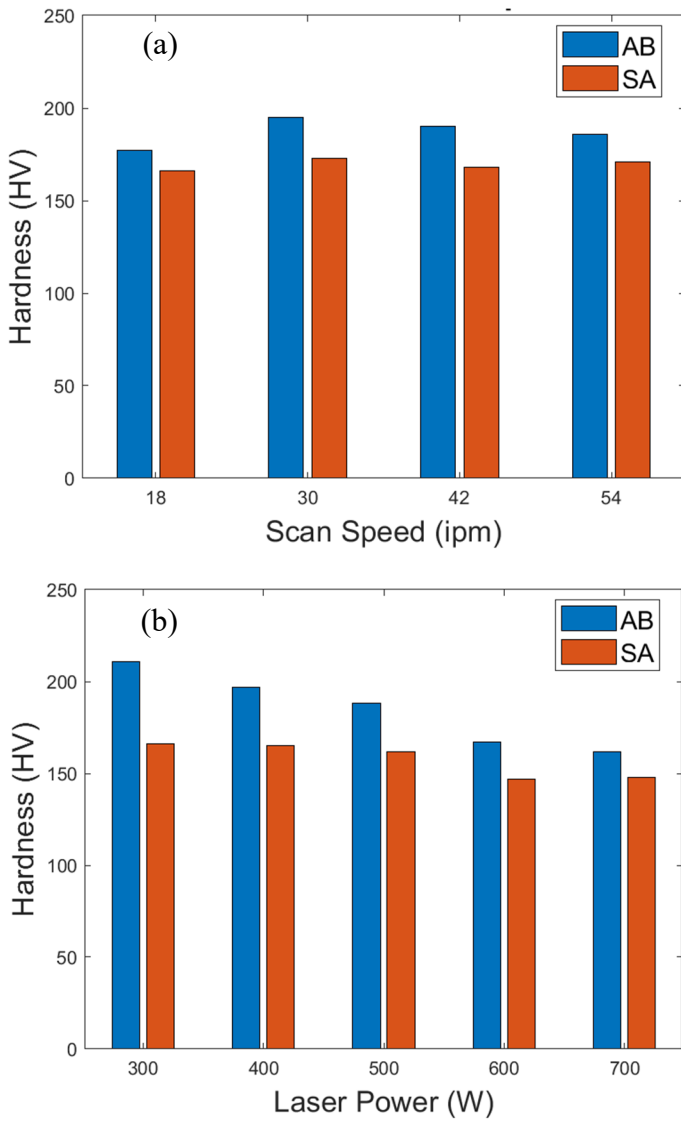 (a)
AB
SA
250
200
150
100
50
0
Hardness (HV)
18 30 42 54
Scan Speed (ipm)
(b)
AB
SA
250
200
150
100
50
0
Hardness (HV)
300 400 500 600 700
Laser Power (W)